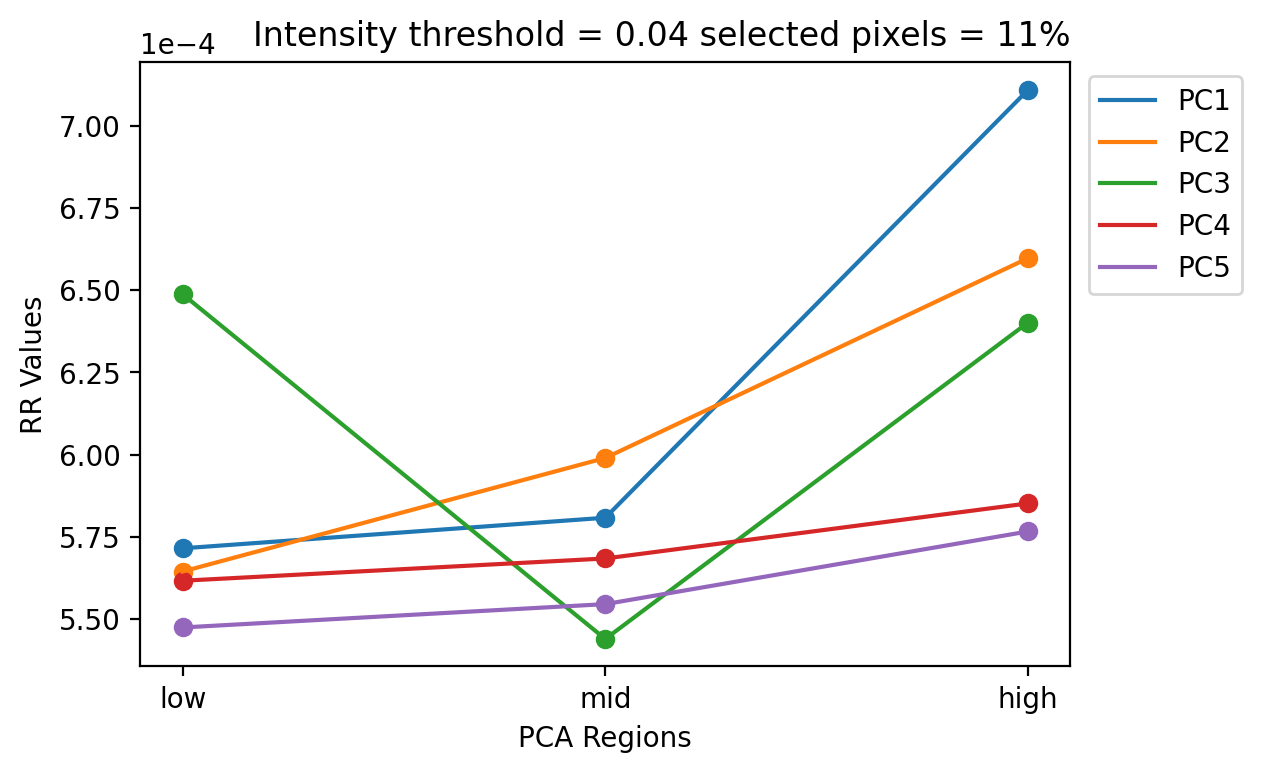 Intensity threshold = 0.04 selected pixels = 11%
1e−4
7.00
6.75
6.50
6.25
6.00
5.75
5.50
RR Values
low
mid
high
PCA Regions
PC1
PC2
PC3
PC4
PC5